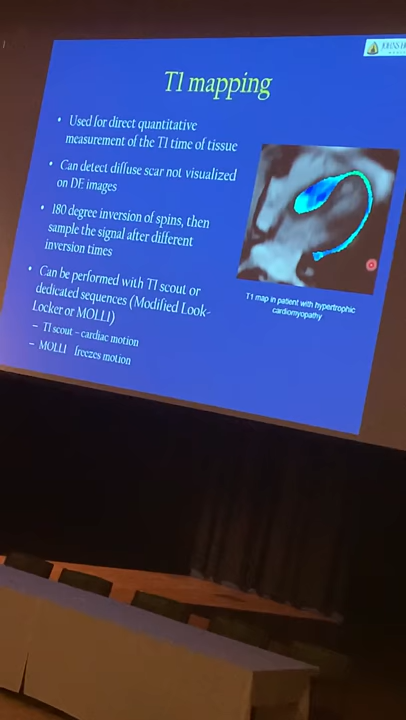 JOHNS
T1 mapping
• Used for direct quantitative
measurement of the T1 time of tissue
• Can detect diffuse scar not visualized
on DE images
• 180 degree inversion of spins, then
sample the signal after different
inversion times
• Can be performed with TI scout or
dedicated sequences (Modified Look-
Locker or MOLLI)
– TI scout – cardiac motion
– MOLLI freezes motion
T1 map in patient with hypertrophic
cardiomyopathy